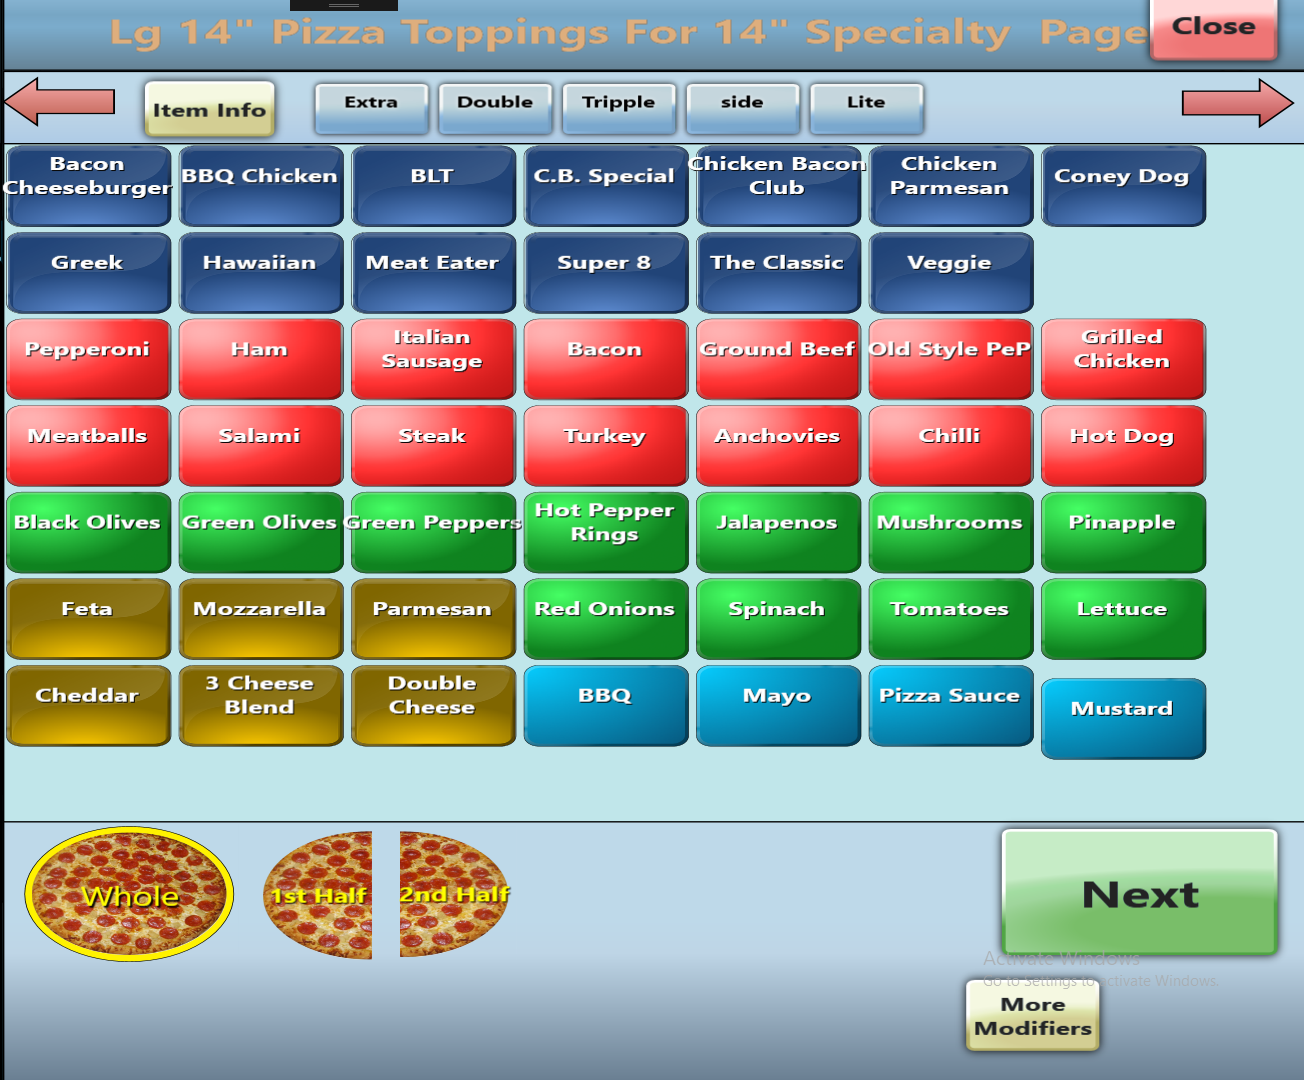 Lg 14" Pizza Toppings For 14" Specialty Page
Close
Item Info
Extra
Double
Tripple
side
Lite
Bacon
Cheeseburger
BBQ Chicken
BLT
C.B. Special
Chicken Bacon
Club
Chicken
Parmesan
Coney Dog
Greek
Hawaiian
Meat Eater
Super 8
The Classic
Veggie
Pepperoni
Ham
Italian
Sausage
Bacon
Ground Beef
Old Style PeP
Grilled
Chicken
Meatballs
Salami
Steak
Turkey
Anchovies
Chilli
Hot Dog
Black Olives
Green Olives
Green Peppers
Hot Pepper
Rings
Jalapenos
Mushrooms
Pinapple
Feta
Mozzarella
Parmesan
Red Onions
Spinach
Tomatoes
Lettuce
Cheddar
3 Cheese
Blend
Double
Cheese
BBQ
Mayo
Pizza Sauce
Mustard
Whole
1st Half
2nd Half
Next
Activate Windows
Go to Settings to activate Windows.
More
Modifiers